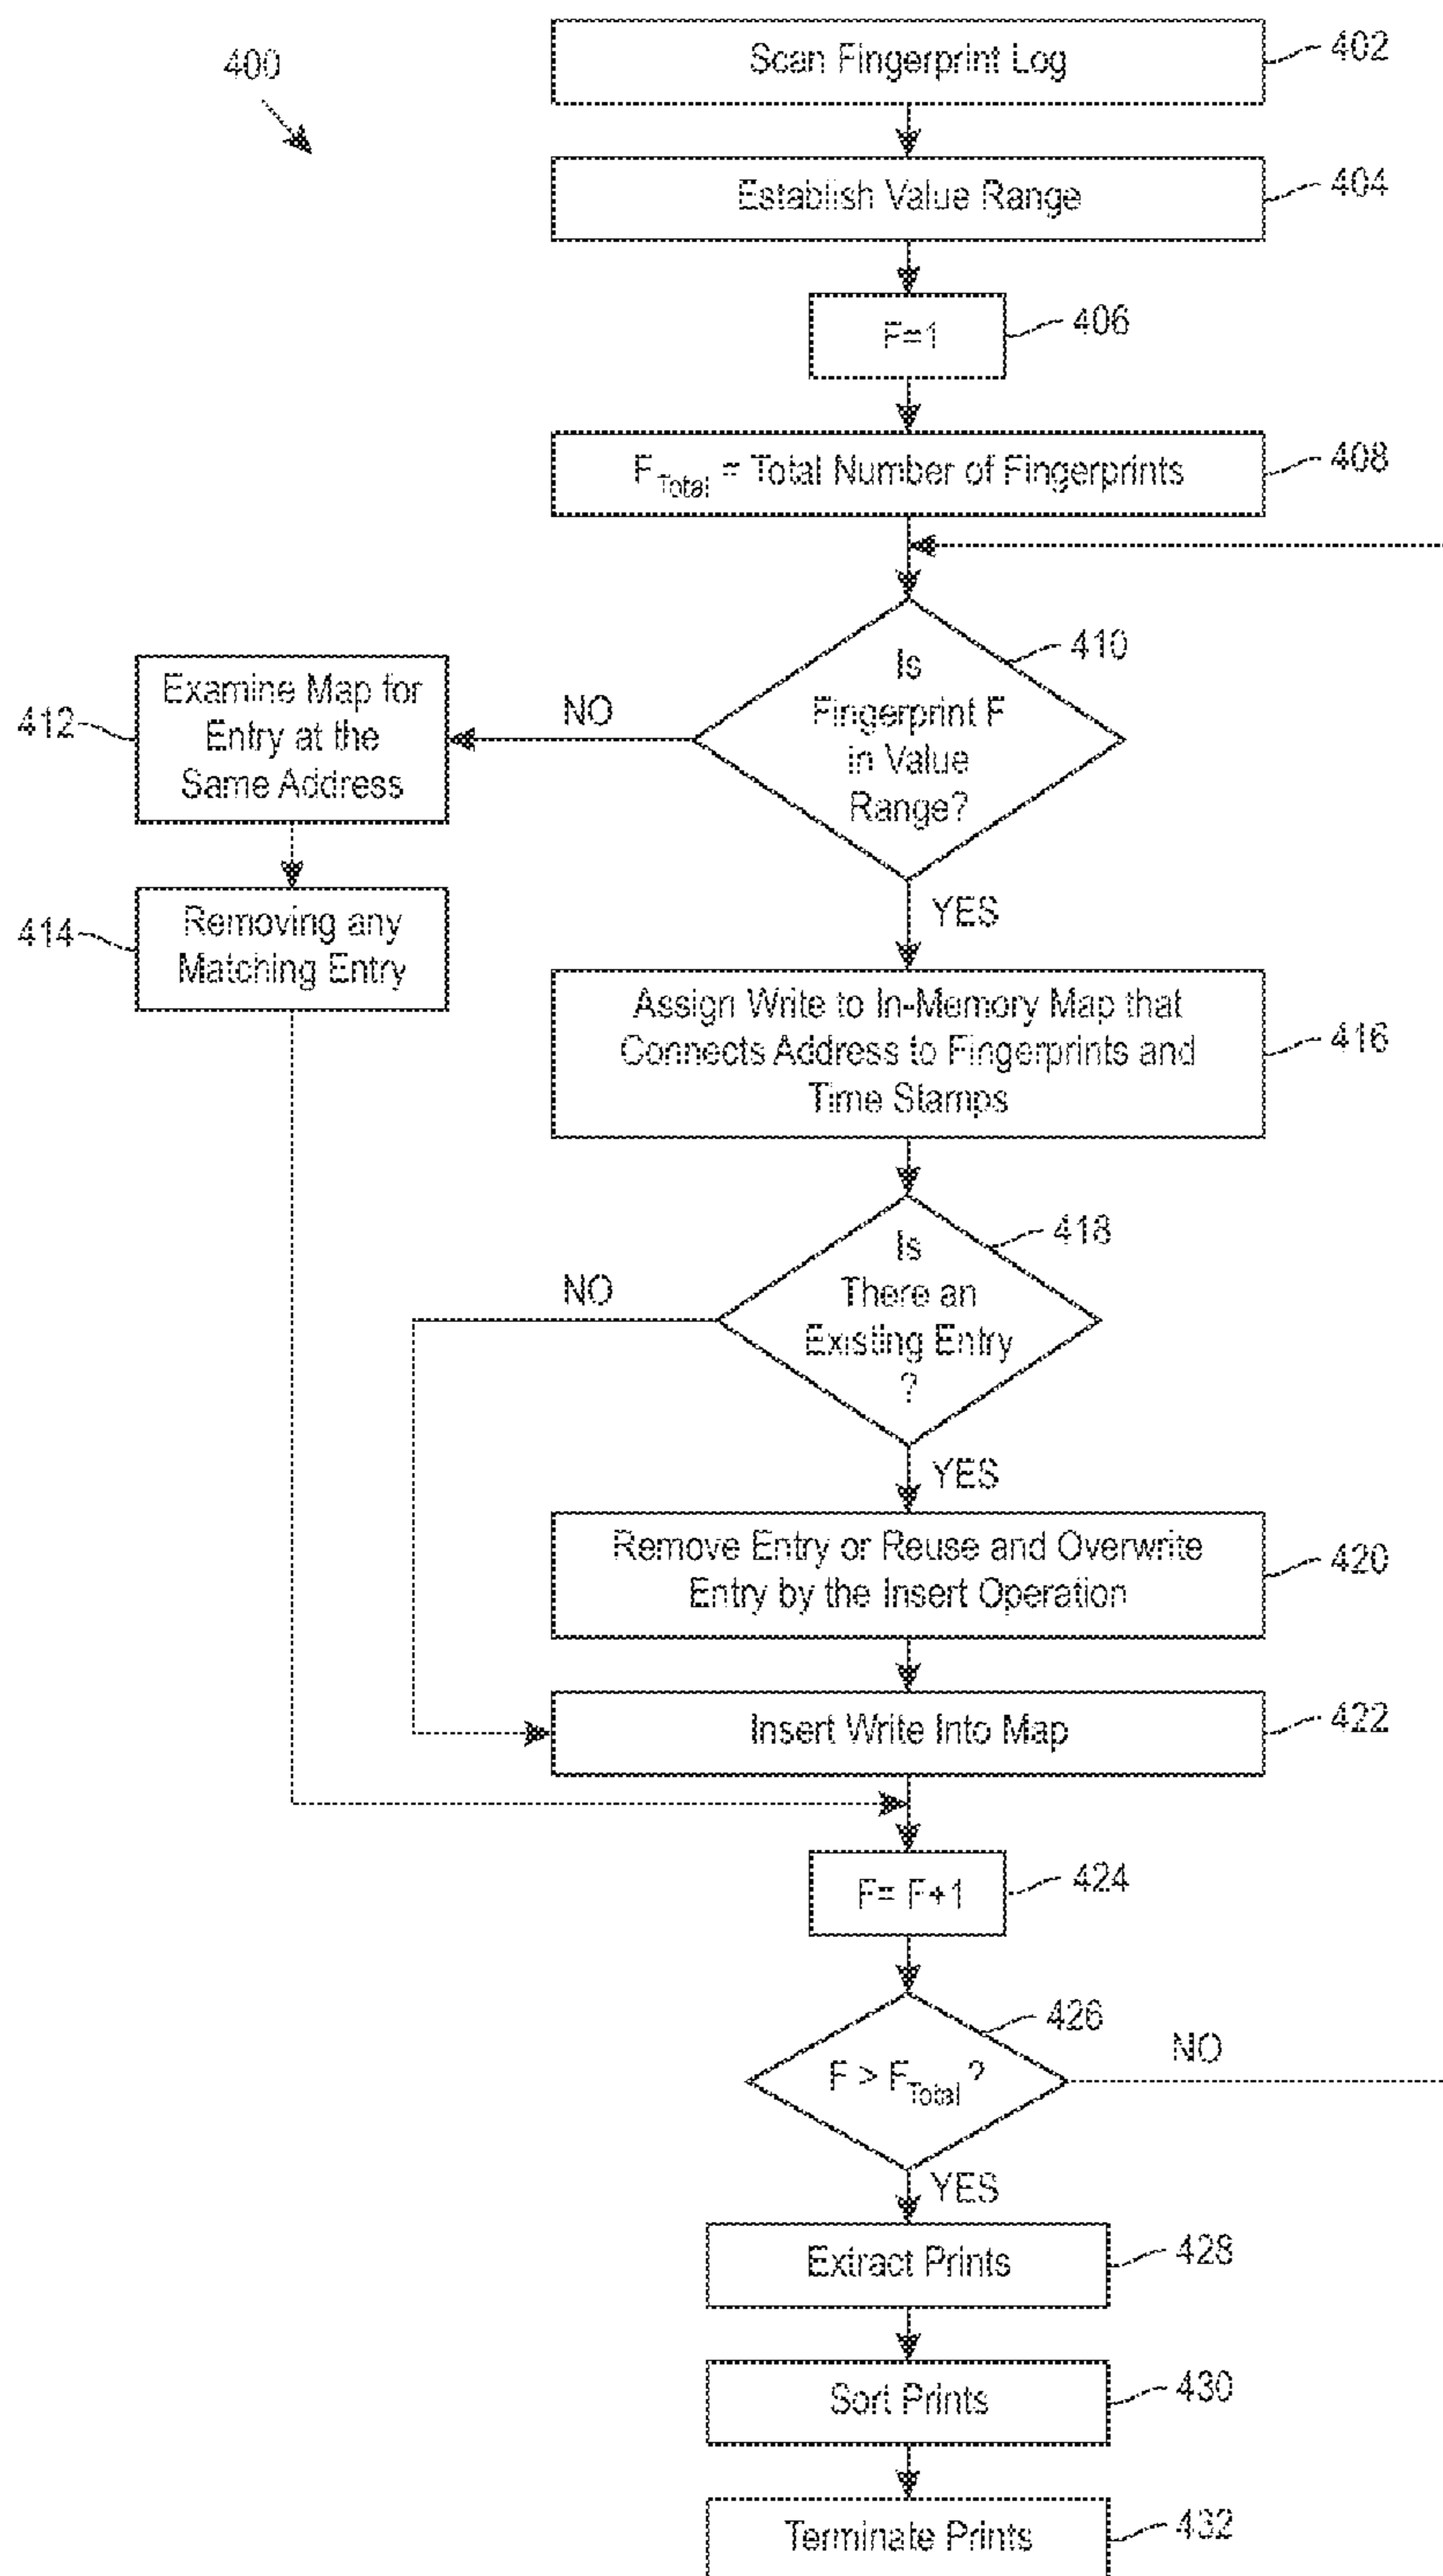 400
Scan Fingerprint Log
402
Establish Value Range
404
F=1
406
F Total = Total Number of Fingerprints
408
Is
Fingerprint F
in Value
Range?
410
NO
Examine Map for
Entry at the
Same Address
412
Removing any
Matching Entry
414
YES
Assign Write to In-Memory Map that
Connects Address to Fingerprints and
Time Stamps
416
Is
There an
Existing Entry
?
418
NO
YES
Remove Entry or Reuse and Overwrite
Entry by the Insert Operation
420
Insert Write Into Map
422
F= F+1
424
F > F Total ?
426
NO
YES
Extract Prints
428
Sort Prints
430
Terminate Prints
432